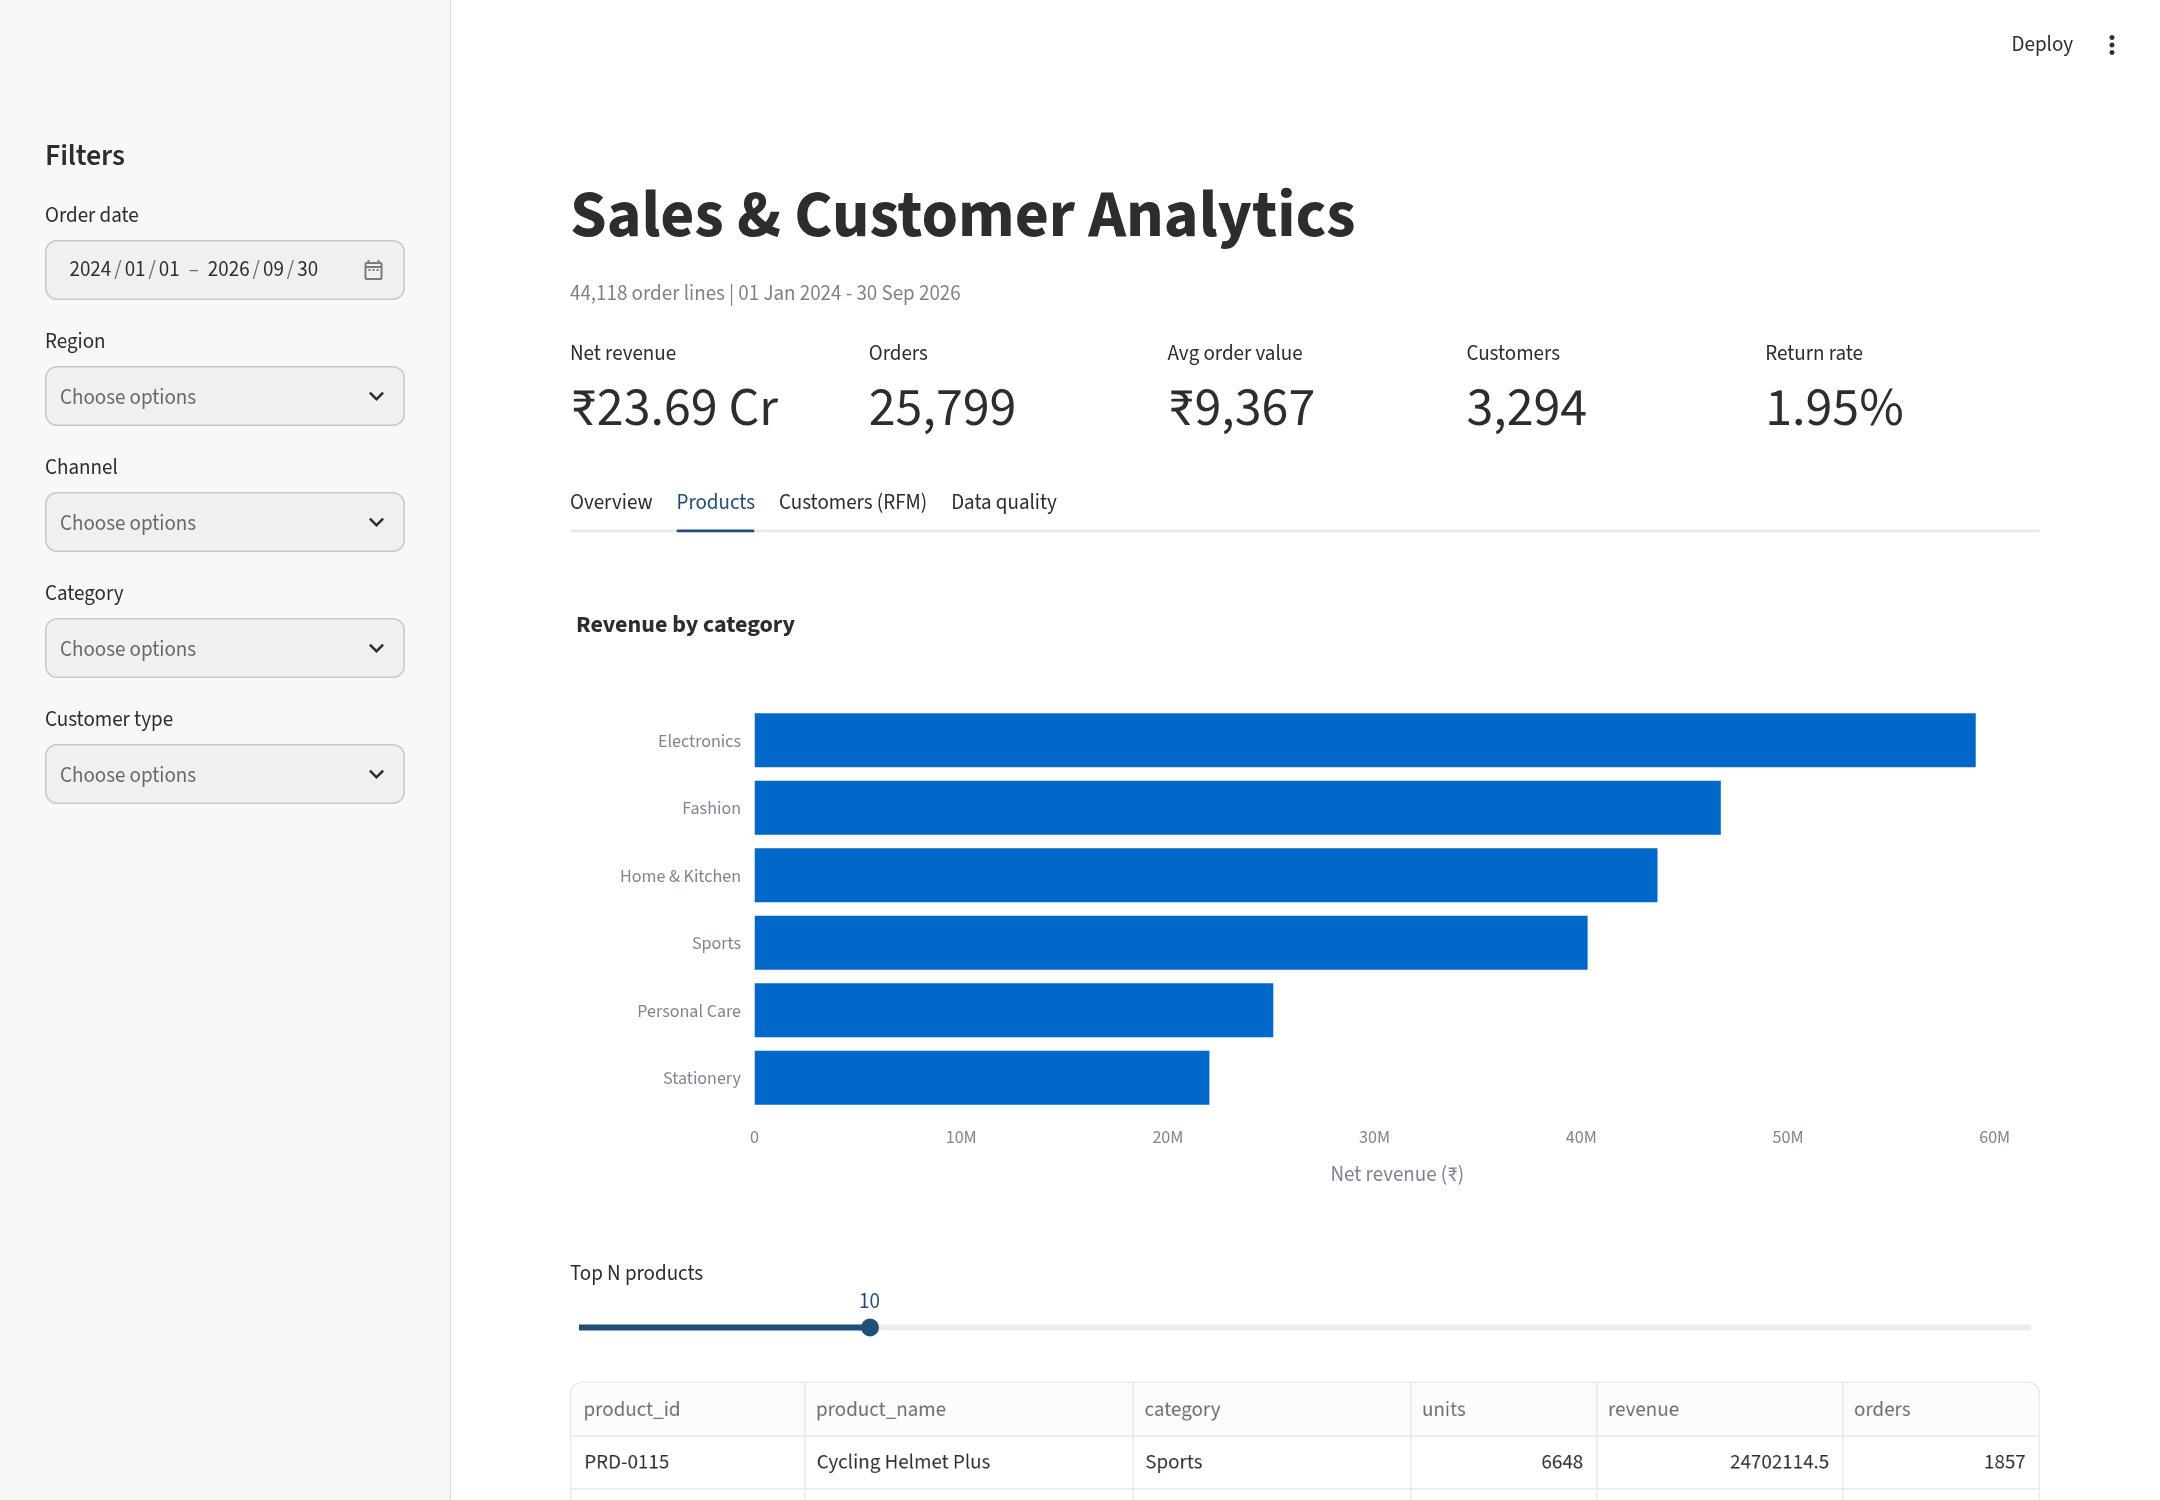 Deploy
Filters
Order date
2024/01/01 – 2026/09/30
Region
Choose options
Channel
Choose options
Category
Choose options
Customer type
Choose options
Sales & Customer Analytics
44,118 order lines | 01 Jan 2024 - 30 Sep 2026
Net revenue Orders Avg order value Customers Return rate
₹23.69 Cr 25,799 ₹9,367 3,294 1.95%
Overview Products Customers (RFM) Data quality
Revenue by category
Electronics
Fashion
Home & Kitchen
Sports
Personal Care
Stationery
0 10M 20M 30M 40M 50M 60M
Net revenue (₹)
Top N products
10
product_id product_name category units revenue orders
PRD-0115 Cycling Helmet Plus Sports 6648 24702114.5 1857